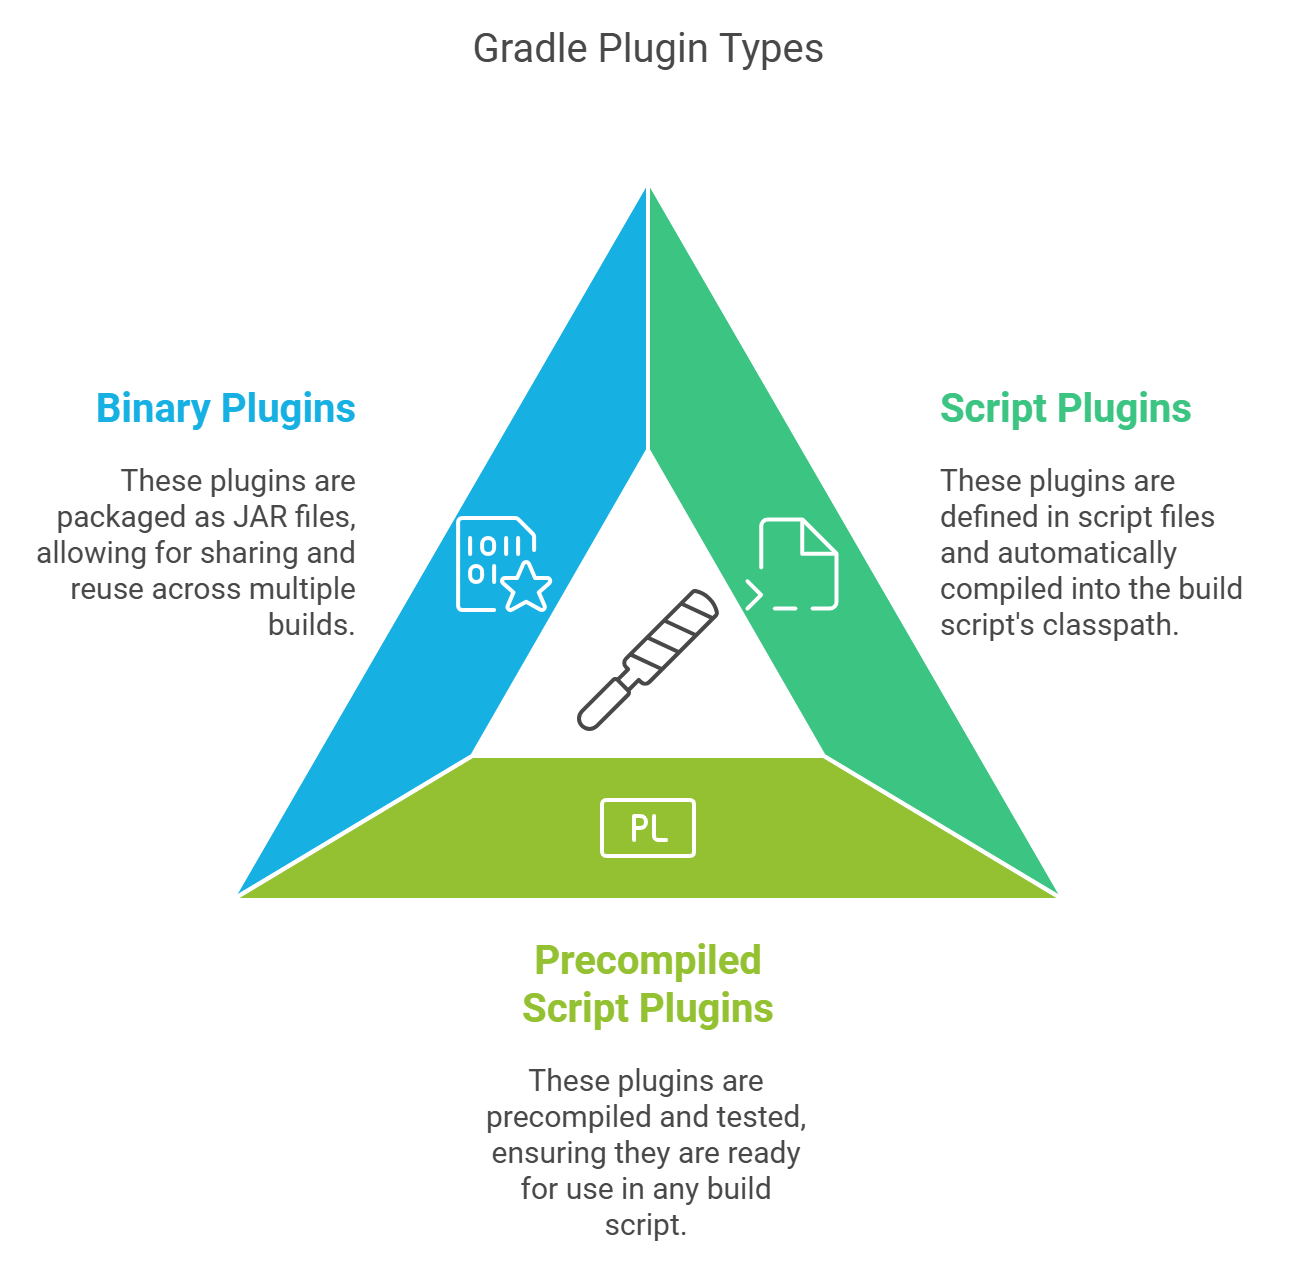 Gradle Plugin Types
Binary Plugins
These plugins are
packaged as JAR files,
allowing for sharing and
reuse across multiple
builds.
Script Plugins
These plugins are
defined in script files
and automatically
compiled into the build
script's classpath.
1011
01
PL
Precompiled
Script Plugins
These plugins are
precompiled and tested,
ensuring they are ready
for use in any build
script.